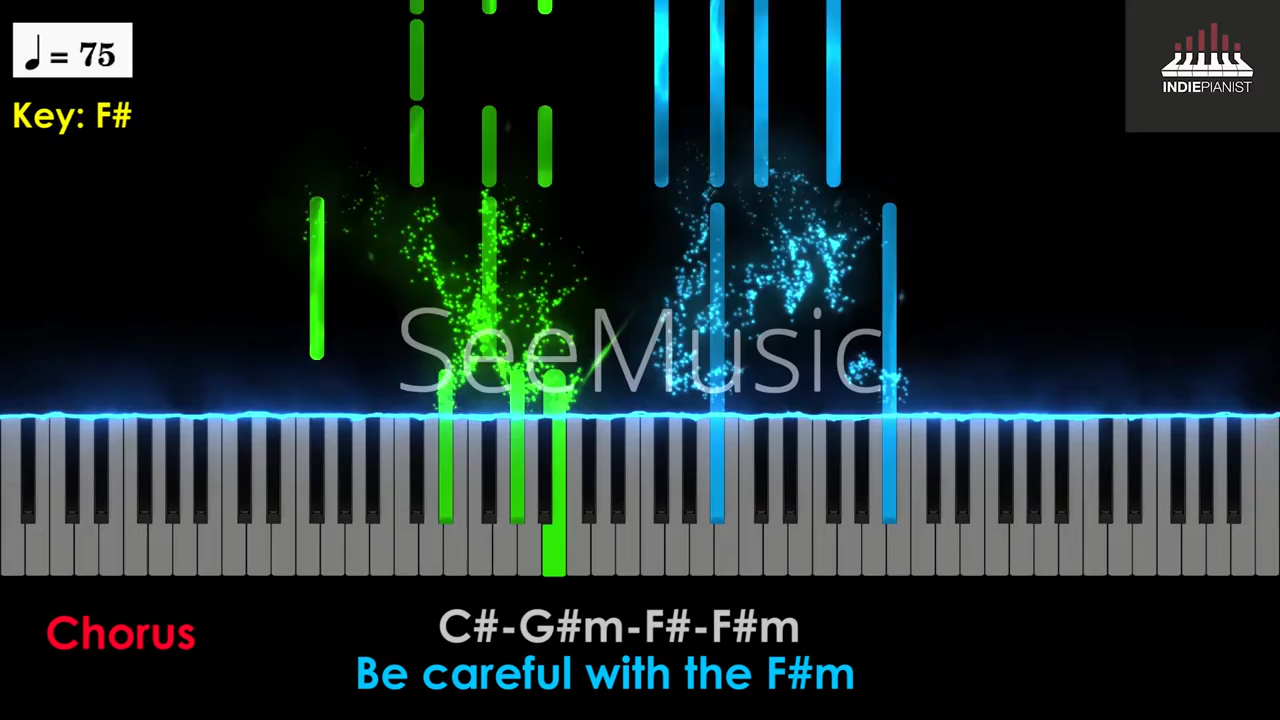 ♩ = 75
INDIEPIANIST
Key: F#
SeeMusic
Chorus
C#-G#m-F#-F#m
Be careful with the F#m